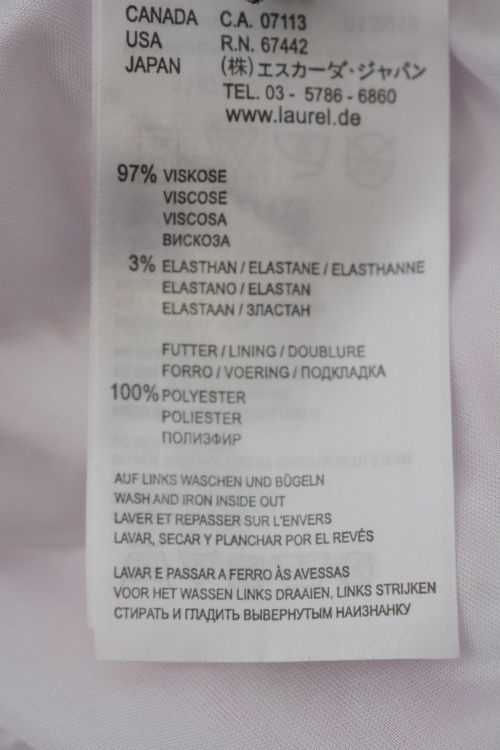 CANADA C.A. 07113
USA R.N. 67442
JAPAN (株)エスカーダ・ジャパン
TEL. 03 - 5786 - 6860
www.laurel.de
97% VISKOSE
VISCOSE
VISCOSA
ВИСКОЗА
3% ELASTHAN / ELASTANE / ELASTHANNE
ELASTANO / ELASTAN
ELASTAAN / ЭЛАСТАН
FUTTER / LINING / DOUBLURE
FORRO / VOERING / ПОДКЛАДКА
100% POLYESTER
POLIESTER
ПОЛИЗФИР
AUF LINKS WASCHEN UND BÜGELN
WASH AND IRON INSIDE OUT
LAVER ET REPASSER SUR L'ENVERS
LAVAR, SECAR Y PLANCHAR POR EL REVÉS
LAVAR E PASSAR A FERRO ÀS AVESSAS
VOOR HET WASSEN LINKS DRAAIEN, LINKS STRIJKEN
СТИРАТЬ И ГЛАДИТЬ ВЫВЕРНУТЫМ НАИЗНАНКУ